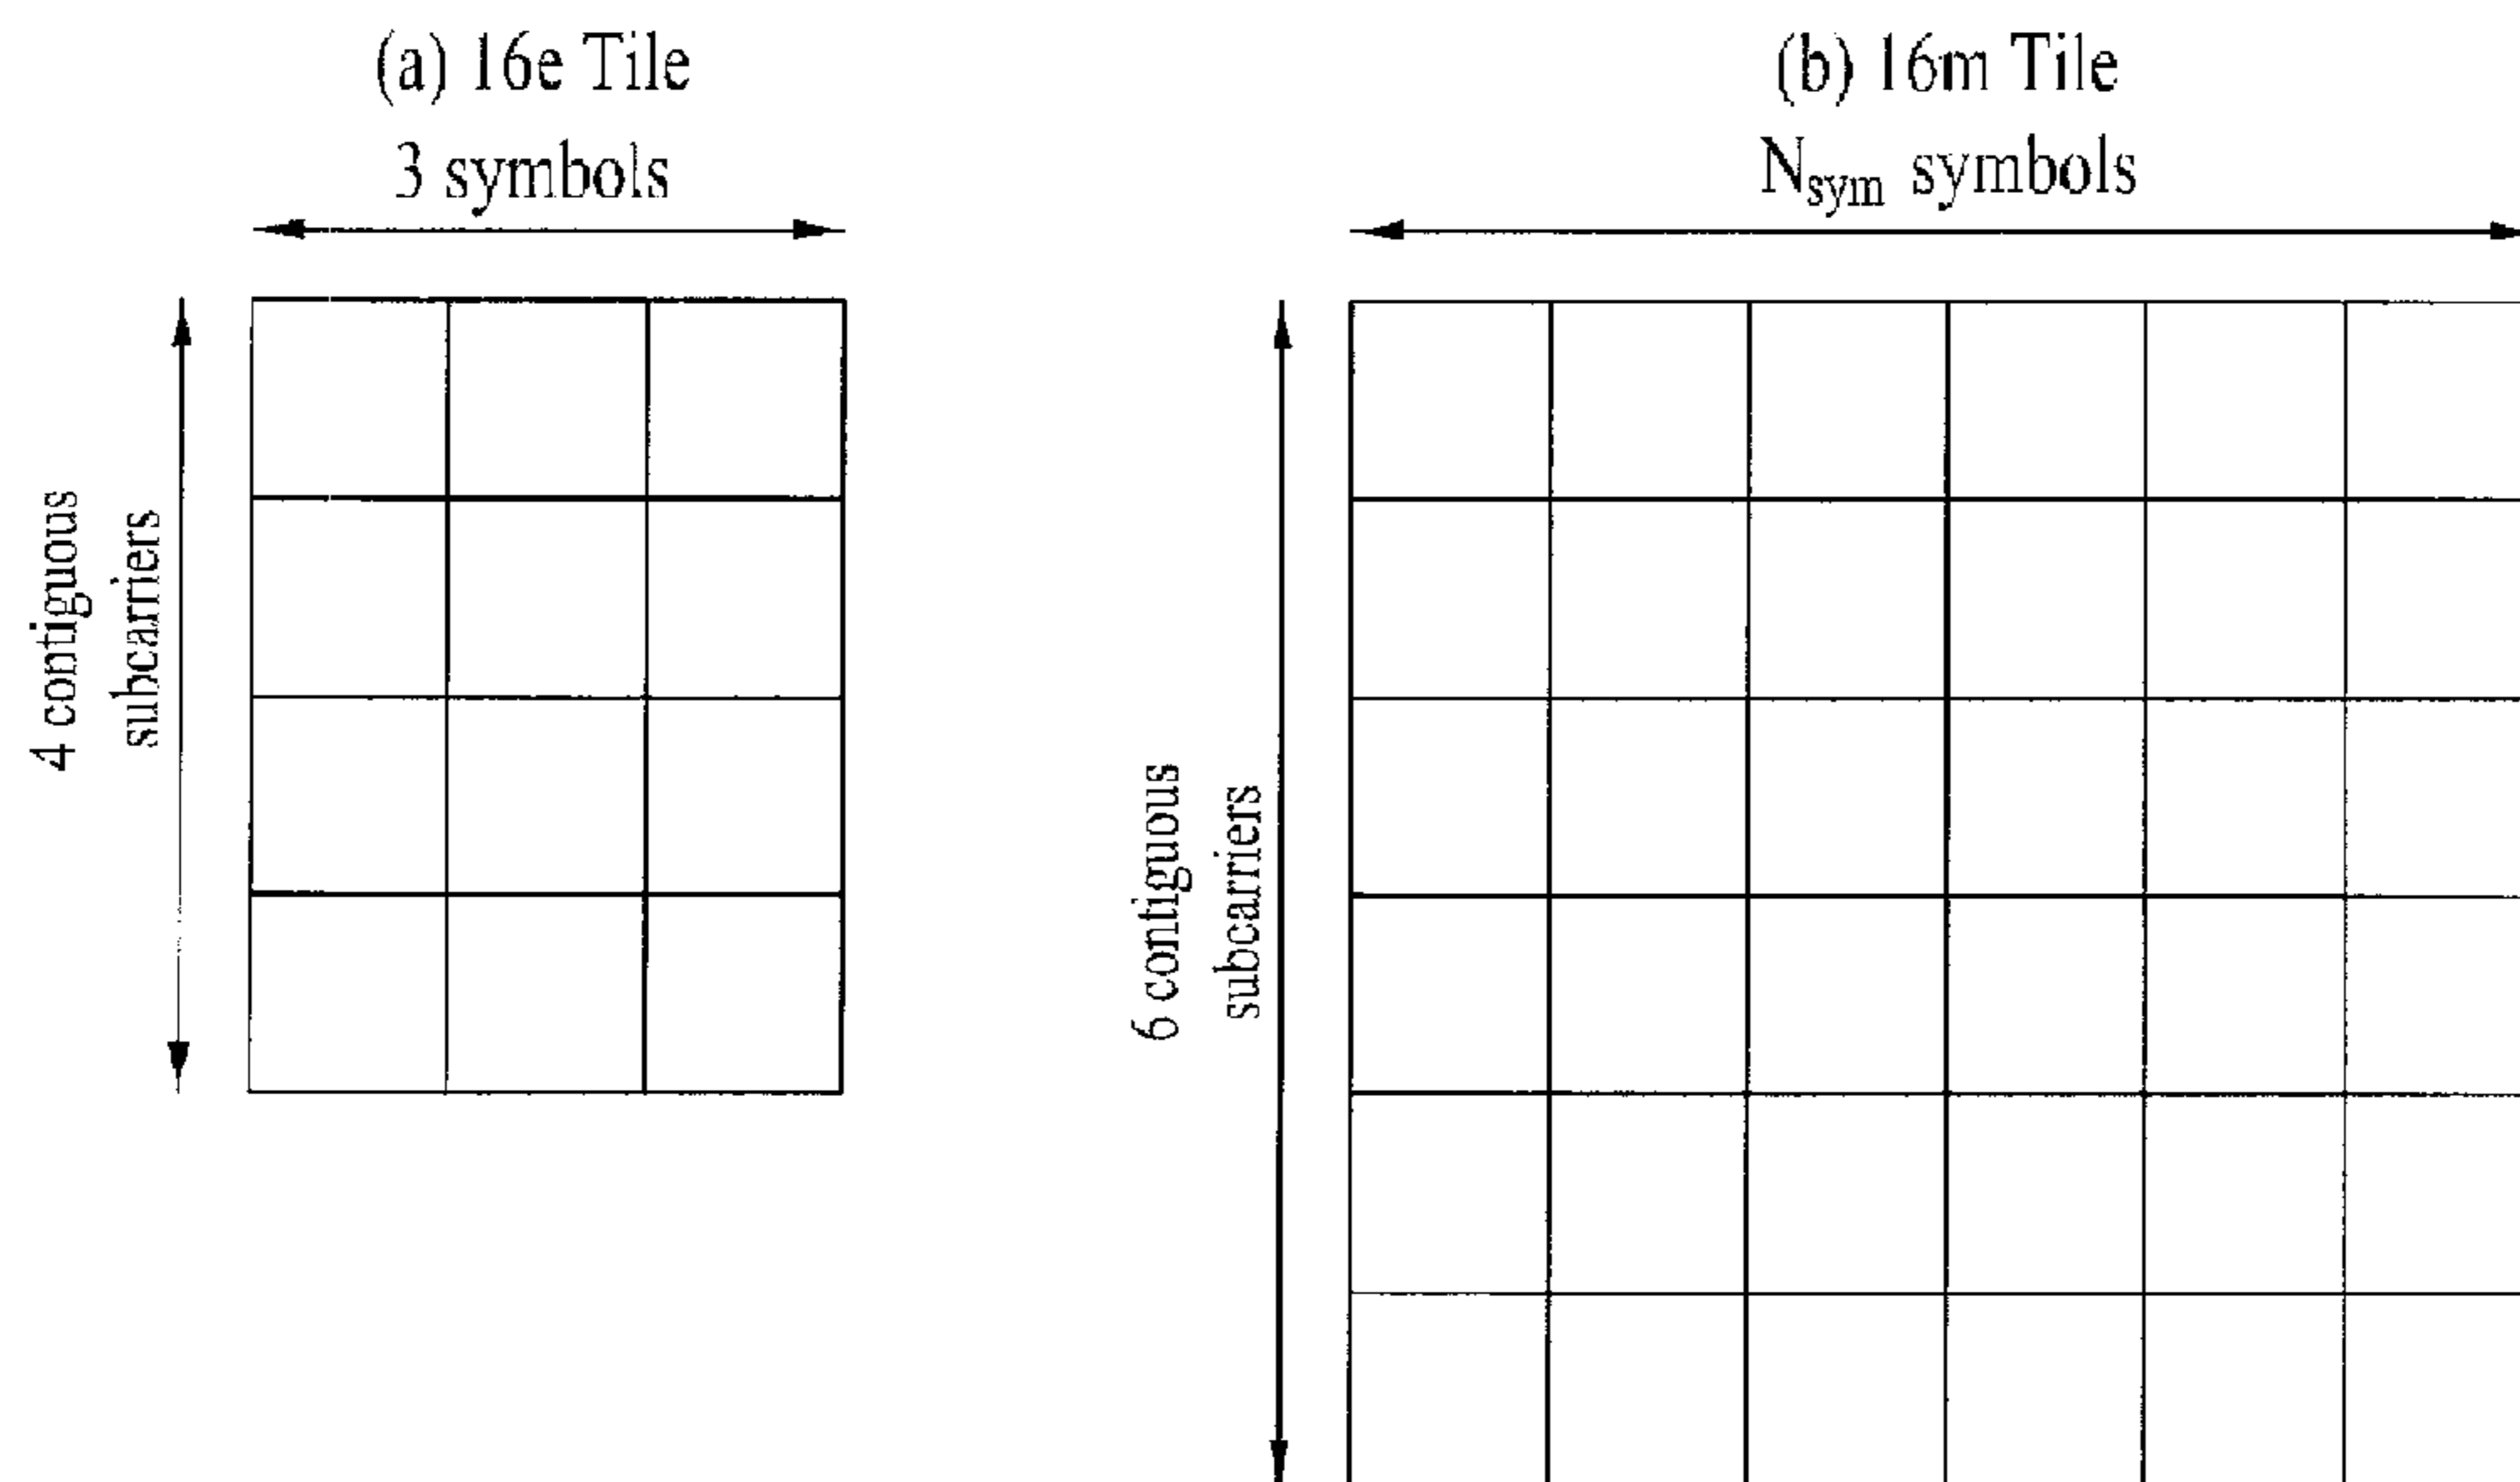 (a) 16e Tile
3 symbols
4 contiguous
subcarriers
(b) 16m Tile
Nsym symbols
6 contiguous
subcarriers